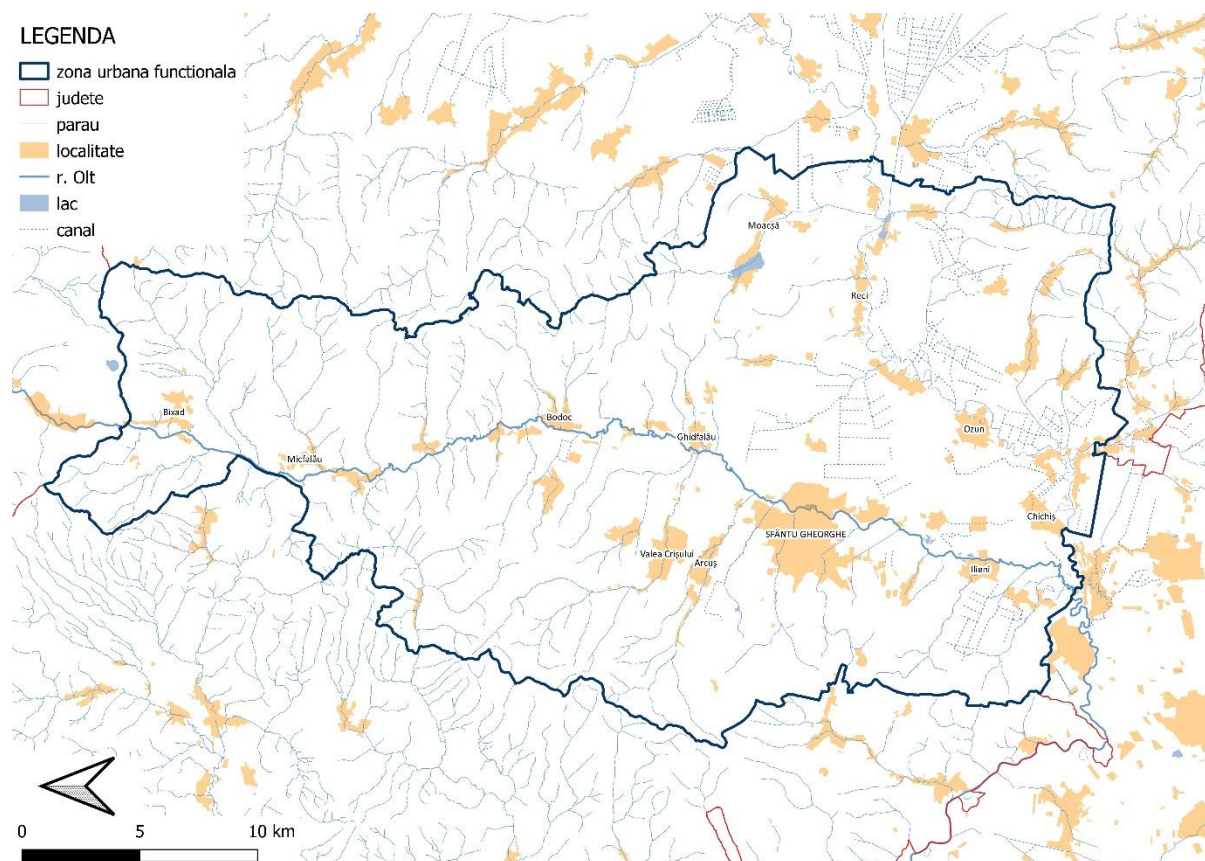 LEGENDA
zona urbana functionala
judete
parau
localitate
r. Olt
lac
canal
Moacșă
Reci
Bixad
Bodoc
Ozun
Ghidfalău
Micfalău
Chichiș
SFÂNTU GHEORGHE
Valea Crișului
Arcuș
Ilieni
0 5 10 km